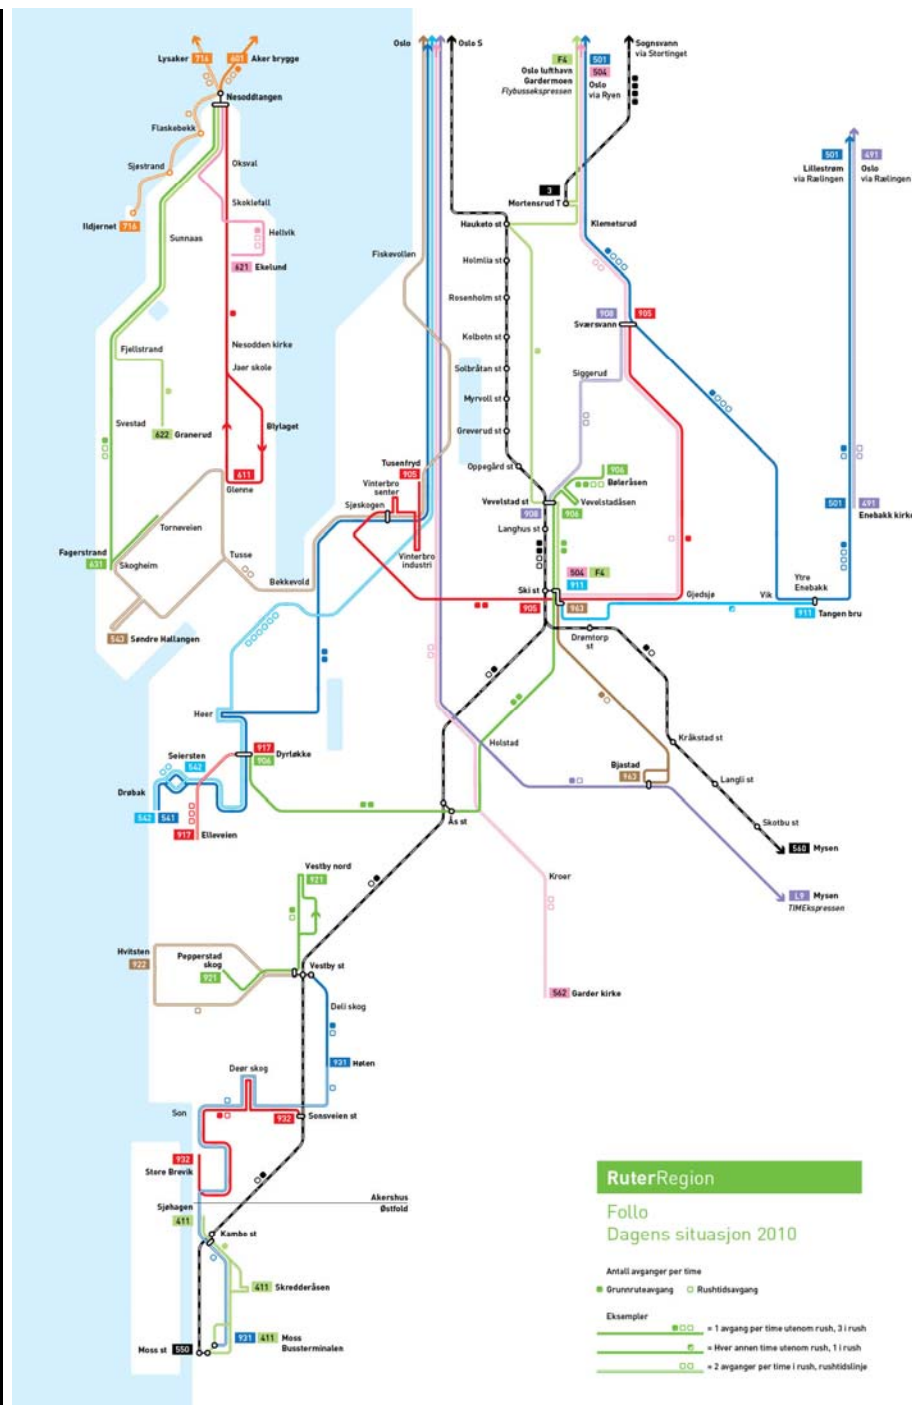 Oslo
Oslo S
Sognsvann
via Stortinget
Lysaker 716
601 Aker brygge
F4
501
Oslo lufthavn
Gardermoen
Flybussekspressen
504
Oslo
via Ryen
Nesoddtangen
Flaskebekk
Sjøstrand
Oksval
501
491
Lillestrøm
via Rælingen
Oslo
via Rælingen
3
Mortensrud T
Skoklefall
Ildjernet 716
Hauketo st
Klemetsrud
Hellvik
Sunnaas
Fiskevollen
Holmlia st
621 Ekelund
Rosenholm st
908
905
Sværsvann
Kolbotn st
Nesodden kirke
Fjellstrand
Jaer skole
Solbråtan st
Siggerud
Myrvoll st
Svestad
Blylaget
622 Granerud
Greverud st
Tusenfryd
905
Oppegård st
906
Bøleråsen
611
Glenne
Vinterbro
senter
Sjøskogen
Vevelstad st
Vevelstadåsen
908
906
501
491
Enebakk kirke
Torneveien
Langhus st
Fagerstrand
631
Skogheim
Tusse
Vinterbro
industri
Bekkevold
504
F4
911
Ski st
Gjedsjø
Vik
Ytre
Enebakk
905
963
911 Tangen bru
543 Søndre Hallangen
Drømtorp
st
Heer
917
906
Dyrløkke
Holstad
Kråkstad st
Seiersten
542
Bjastad
963
Langli st
Drøbak
542
541
917
Elleveien
Ås st
Skotbu st
560 Mysen
Vestby nord
921
Kroer
L9 Mysen
TIMEkspressen
Hvitsten
922
Pepperstad
skog
921
Vestby st
562 Garder kirke
Deli skog
931 Hølen
Deør skog
Son
932
Sonsveien st
932
Store Brevik
RuterRegion
Sjøhagen
411
Akershus
Østfold
Follo
Dagens situasjon 2010
Kambo st
Antall avganger per time
Grunnruteavgang
Rushtidsavgang
411 Skredderåsen
Eksempler
= 1 avgang per time utenom rush, 3 i rush
931
411
Moss
Bussterminalen
= Hver annen time utenom rush, 1 i rush
Moss st 550
= 2 avganger per time i rush, rushtidslinje